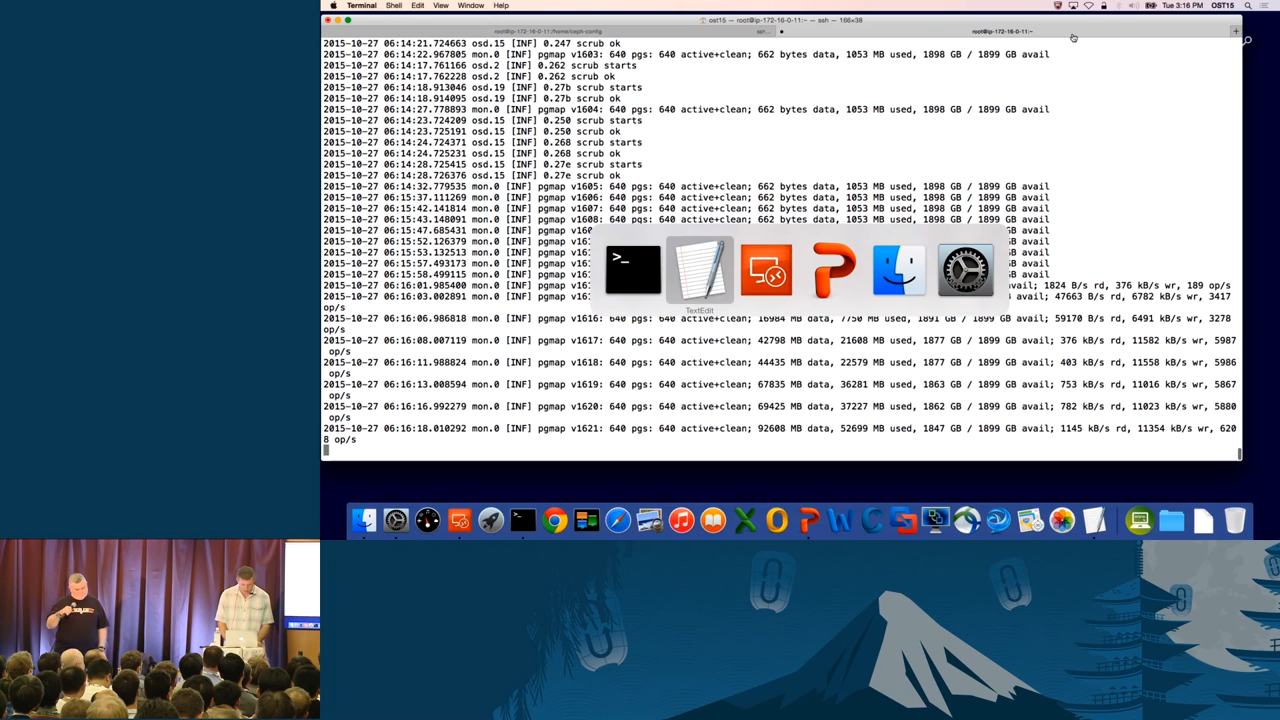 Terminal Shell Edit View Window Help
Tue 3:16 PM OST15
ost15 — root@ip-172-16-0-11:~ — ssh — 166×38
root@ip-172-16-0-11:/home/ceph-config
ssh...
root@ip-172-16-0-11:~
2015-10-27 06:14:21.724663 osd.15 [INF] 0.247 scrub ok
2015-10-27 06:14:22.967805 mon.0 [INF] pgmap v1603: 640 pgs: 640 active+clean; 662 bytes data, 1053 MB used, 1898 GB / 1899 GB avail
2015-10-27 06:14:17.761166 osd.2 [INF] 0.262 scrub starts
2015-10-27 06:14:17.762228 osd.2 [INF] 0.262 scrub ok
2015-10-27 06:14:18.913046 osd.19 [INF] 0.27b scrub starts
2015-10-27 06:14:18.914095 osd.19 [INF] 0.27b scrub ok
2015-10-27 06:14:27.778893 mon.0 [INF] pgmap v1604: 640 pgs: 640 active+clean; 662 bytes data, 1053 MB used, 1898 GB / 1899 GB avail
2015-10-27 06:14:23.724209 osd.15 [INF] 0.250 scrub starts
2015-10-27 06:14:23.725191 osd.15 [INF] 0.250 scrub ok
2015-10-27 06:14:24.724371 osd.15 [INF] 0.268 scrub starts
2015-10-27 06:14:24.725231 osd.15 [INF] 0.268 scrub ok
2015-10-27 06:14:28.725415 osd.15 [INF] 0.27e scrub starts
2015-10-27 06:14:28.726376 osd.15 [INF] 0.27e scrub ok
2015-10-27 06:14:32.779535 mon.0 [INF] pgmap v1605: 640 pgs: 640 active+clean; 662 bytes data, 1053 MB used, 1898 GB / 1899 GB avail
2015-10-27 06:15:37.111269 mon.0 [INF] pgmap v1606: 640 pgs: 640 active+clean; 662 bytes data, 1053 MB used, 1898 GB / 1899 GB avail
2015-10-27 06:15:42.141814 mon.0 [INF] pgmap v1607: 640 pgs: 640 active+clean; 662 bytes data, 1053 MB used, 1898 GB / 1899 GB avail
2015-10-27 06:15:43.148091 mon.0 [INF] pgmap v1608: 640 pgs: 640 active+clean; 662 bytes data, 1053 MB used, 1898 GB / 1899 GB avail
2015-10-27 06:15:47.685431 mon.0 [INF] pgmap B avail
2015-10-27 06:15:52.126379 mon.0 [INF] pgmap B avail
2015-10-27 06:15:53.132513 mon.0 [INF] pgmap B avail
2015-10-27 06:15:57.493173 mon.0 [INF] pgmap B avail
2015-10-27 06:15:58.499115 mon.0 [INF] pgmap B avail
2015-10-27 06:16:01.985400 mon.0 [INF] pgmap avail; 1824 B/s rd, 376 kB/s wr, 189 op/s
2015-10-27 06:16:03.002891 mon.0 [INF] pgmap avail; 47663 B/s rd, 6782 kB/s wr, 3417
op/s
2015-10-27 06:16:06.986818 mon.0 [INF] pgmap v1616: 640 pgs: 640 active+clean; 16984 MB data, 7750 MB used, 1891 GB / 1899 GB avail; 59170 B/s rd, 6491 kB/s wr, 3278
op/s
2015-10-27 06:16:08.007119 mon.0 [INF] pgmap v1617: 640 pgs: 640 active+clean; 42798 MB data, 21608 MB used, 1877 GB / 1899 GB avail; 376 kB/s rd, 11582 kB/s wr, 5987
op/s
2015-10-27 06:16:11.988824 mon.0 [INF] pgmap v1618: 640 pgs: 640 active+clean; 44435 MB data, 22579 MB used, 1877 GB / 1899 GB avail; 403 kB/s rd, 11558 kB/s wr, 5986
op/s
2015-10-27 06:16:13.008594 mon.0 [INF] pgmap v1619: 640 pgs: 640 active+clean; 67835 MB data, 36281 MB used, 1863 GB / 1899 GB avail; 753 kB/s rd, 11016 kB/s wr, 5867
op/s
2015-10-27 06:16:16.992279 mon.0 [INF] pgmap v1620: 640 pgs: 640 active+clean; 69425 MB data, 37227 MB used, 1862 GB / 1899 GB avail; 782 kB/s rd, 11023 kB/s wr, 5880
op/s
2015-10-27 06:16:18.010292 mon.0 [INF] pgmap v1621: 640 pgs: 640 active+clean; 92608 MB data, 52699 MB used, 1847 GB / 1899 GB avail; 1145 kB/s rd, 11354 kB/s wr, 620
8 op/s
TextEdit